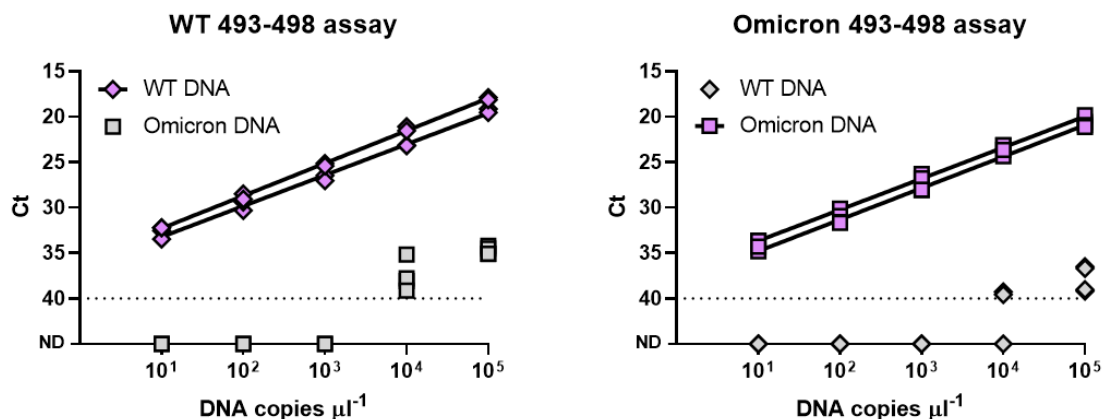 WT 493-498 assay
Ct
15
20
25
30
35
40
ND
WT DNA
Omicron DNA
10¹ 10² 10³ 10⁴ 10⁵
DNA copies µl⁻¹
Omicron 493-498 assay
Ct
15
20
25
30
35
40
ND
WT DNA
Omicron DNA
10¹ 10² 10³ 10⁴ 10⁵
DNA copies µl⁻¹